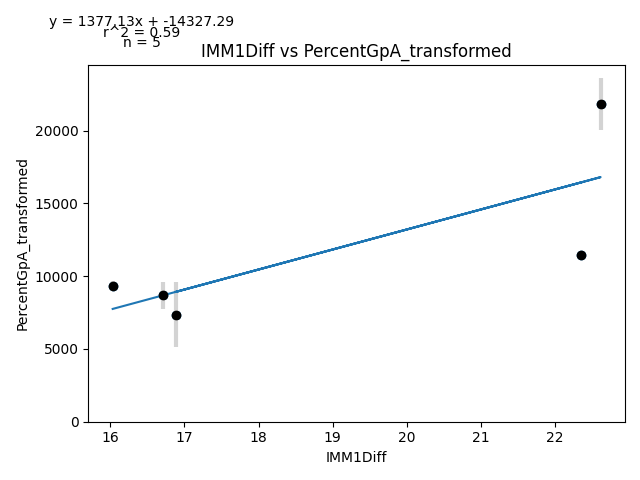 y = 1377.13x + -14327.29
r^2 = 0.59
n = 5
IMM1Diff vs PercentGpA_transformed
PercentGpA_transformed
20000
15000
10000
5000
0
16 17 18 19 20 21 22
IMM1Diff